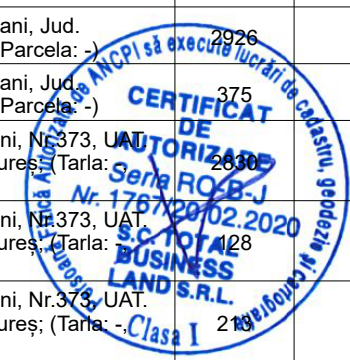 ani, Jud. 2926
Parcela: -)
ani, Jud. 375
Parcela: -)
ni, Nr.373, UAT. 2830
ureș; (Tarla: -,
ni, Nr.373, UAT. 128
ureș; (Tarla: -,
ni, Nr.373, UAT. 213
ureș; (Tarla: -,
de ANCPI să execute lucrări de cadastru, geodezie și cartografie
CERTIFICAT
DE
AUTORIZARE
Seria RO-B-J
Nr. 1767/20.02.2020
S.C. TOTAL
BUSINESS
LAND S.R.L.
Clasa I